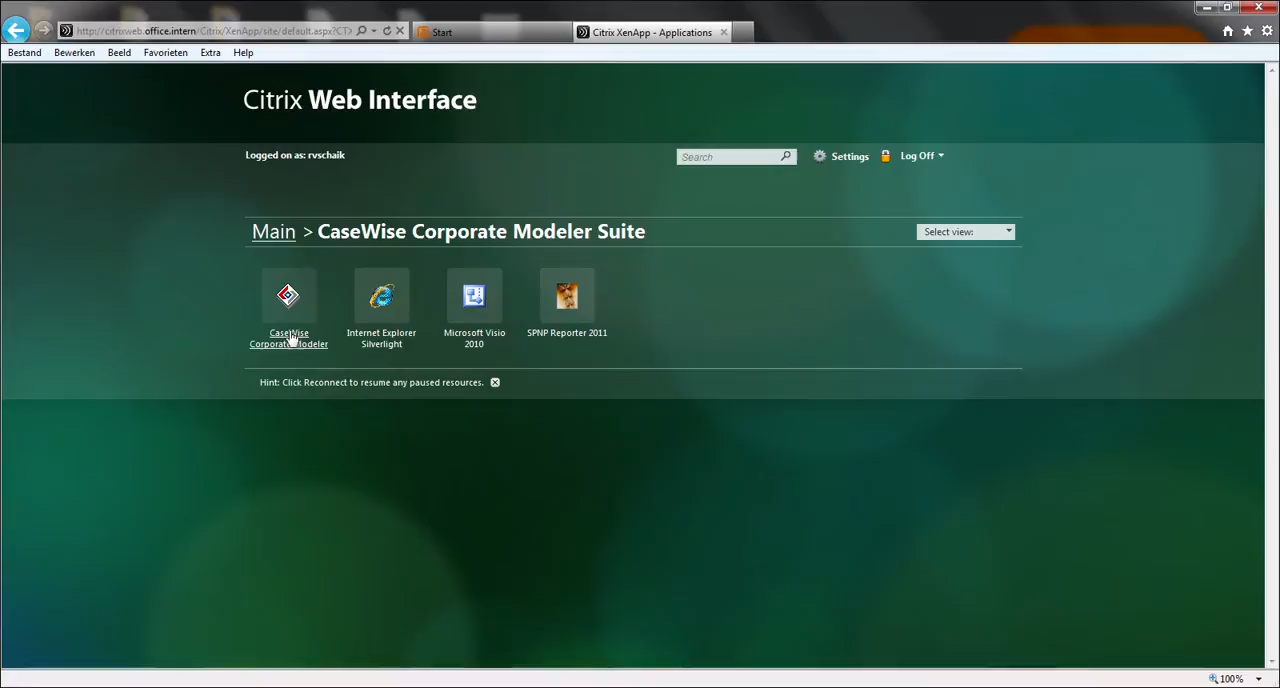 http://citrixweb.office.intern/Citrix/XenApp/site/default.aspx?CTX
Start
Citrix XenApp - Applications
Bestand Bewerken Beeld Favorieten Extra Help
Citrix Web Interface
Logged on as: rvschaik
Search
Settings
Log Off
Main > CaseWise Corporate Modeler Suite
Select view:
CaseWise
Corporate Modeler
Internet Explorer
Silverlight
Microsoft Visio
2010
SPNP Reporter 2011
Hint: Click Reconnect to resume any paused resources.
100%